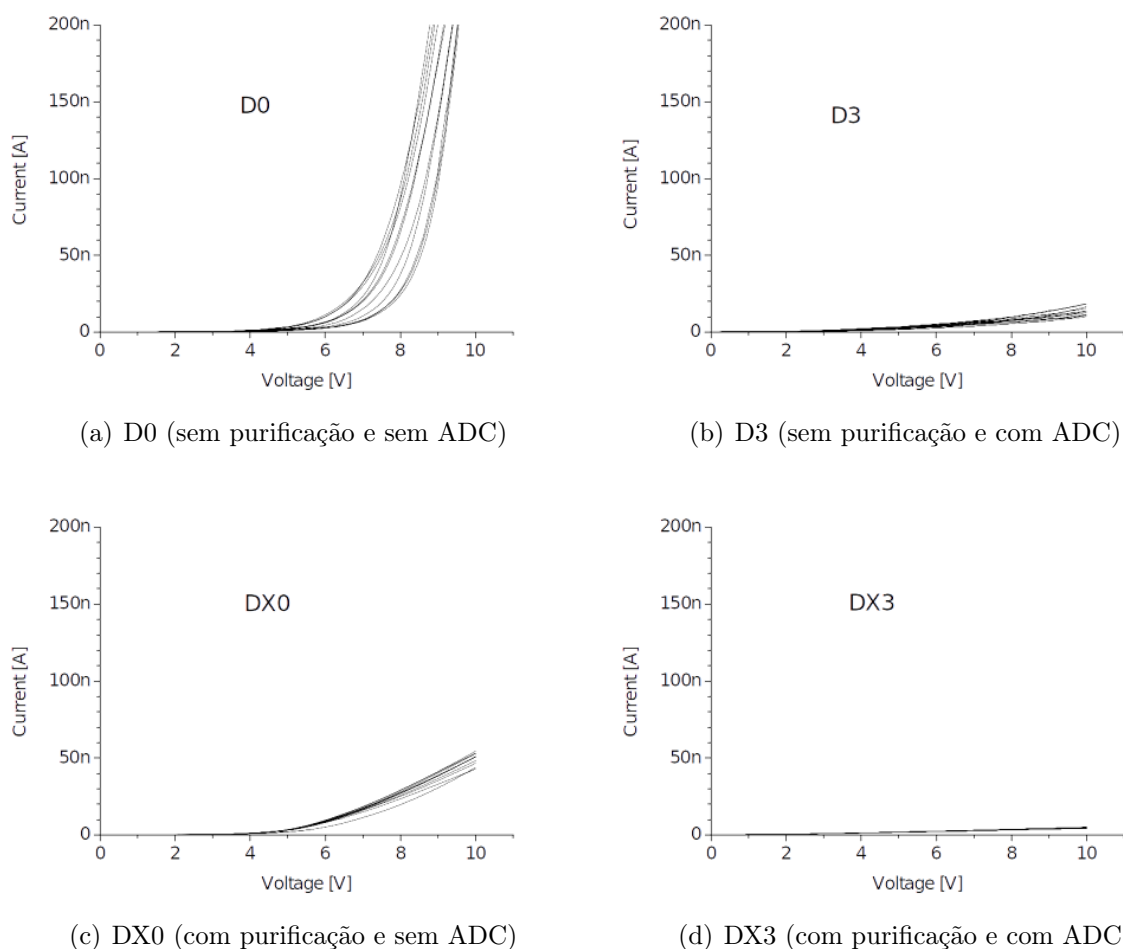 200n
150n
100n
50n
0
Current [A]
D0
0 2 4 6 8 10
Voltage [V]
(a) D0 (sem purificação e sem ADC)
200n
150n
100n
50n
0
Current [A]
D3
0 2 4 6 8 10
Voltage [V]
(b) D3 (sem purificação e com ADC)
200n
150n
100n
50n
0
Current [A]
DX0
0 2 4 6 8 10
Voltage [V]
(c) DX0 (com purificação e sem ADC)
200n
150n
100n
50n
0
Current [A]
DX3
0 2 4 6 8 10
Voltage [V]
(d) DX3 (com purificação e com ADC